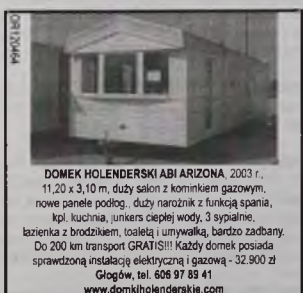 OR120464
DOMEK HOLENDERSKI ABI ARIZONA, 2003 r.,
11,20 x 3,10 m, duży salon z kominkiem gazowym,
nowe panele podłog., duży narożnik z funkcją spania,
kpl. kuchnia, junkers ciepłej wody, 3 sypialnie,
łazienka z brodzikiem, toaletą i umywalką, bardzo zadbany.
Do 200 km transport GRATIS!!! Każdy domek posiada
sprawdzoną instalację elektryczną i gazową - 32.900 zł
Głogów, tel. 606 97 89 41
www.domkiholenderskie.com